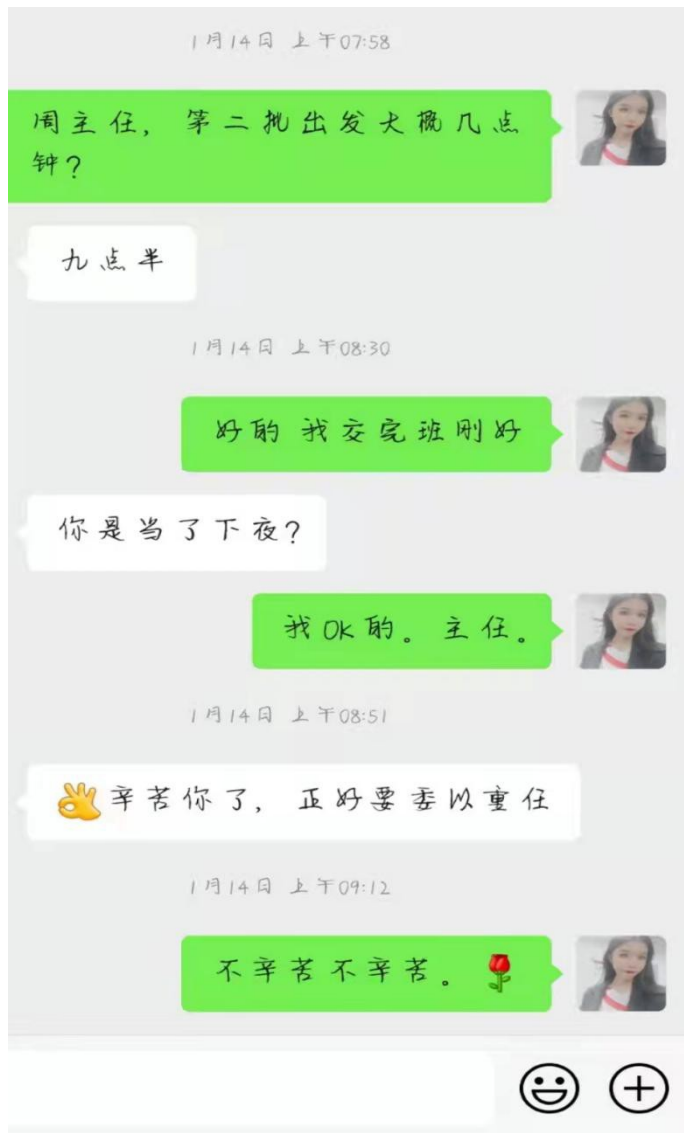 1月14日 上午07:58
周主任, 第二批出发大概几点
钟?
九点半
1月14日 上午08:30
好的 我交完班刚好
你是当了下夜?
我OK的。主任。
1月14日 上午08:51
👌辛苦你了, 正好要委以重任
1月14日 上午09:12
不辛苦不辛苦。🌹